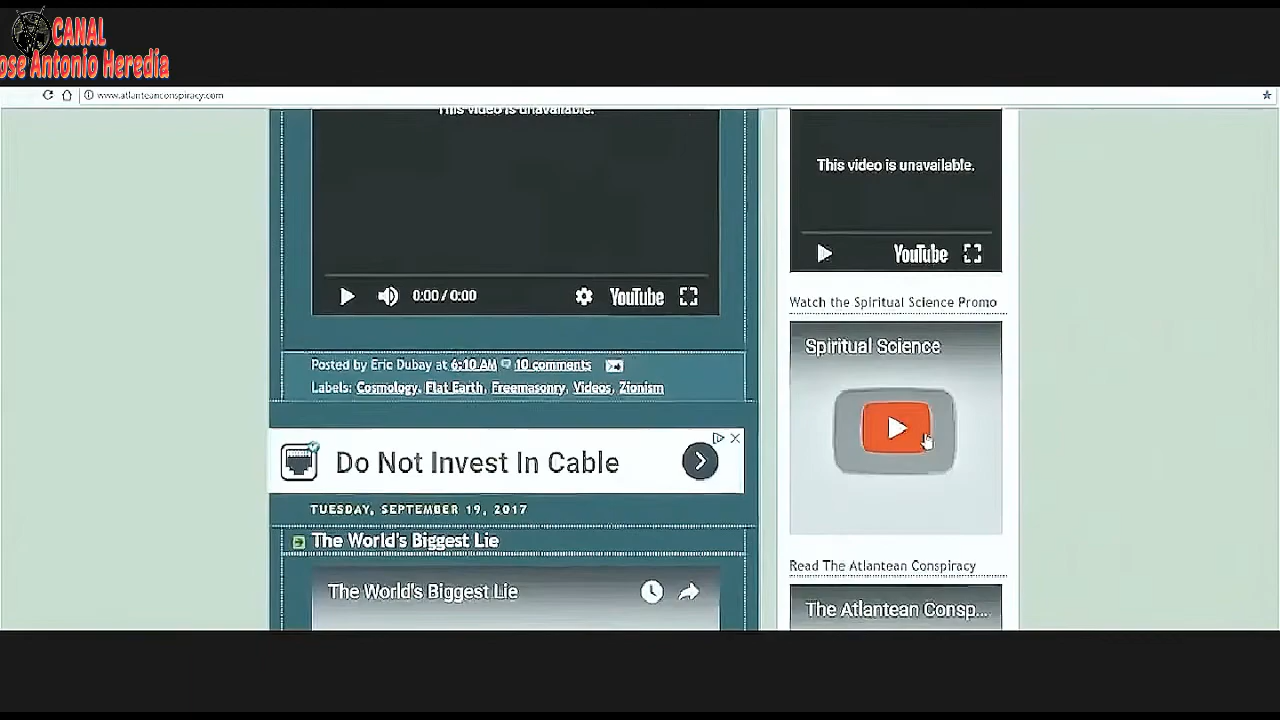 CANAL
ose Antonio Heredia
www.atlanteanconspiracy.com
This video is unavailable.
0:00 / 0:00
YouTube
Posted by Eric Dubay at 6:10 AM 10 comments
Labels: Cosmology, Flat Earth, Freemasonry, Videos, Zionism
Do Not Invest In Cable
TUESDAY, SEPTEMBER 19, 2017
The World's Biggest Lie
The World's Biggest Lie
This video is unavailable.
YouTube
Watch the Spiritual Science Promo
Spiritual Science
Read The Atlantean Conspiracy
The Atlantean Consp...